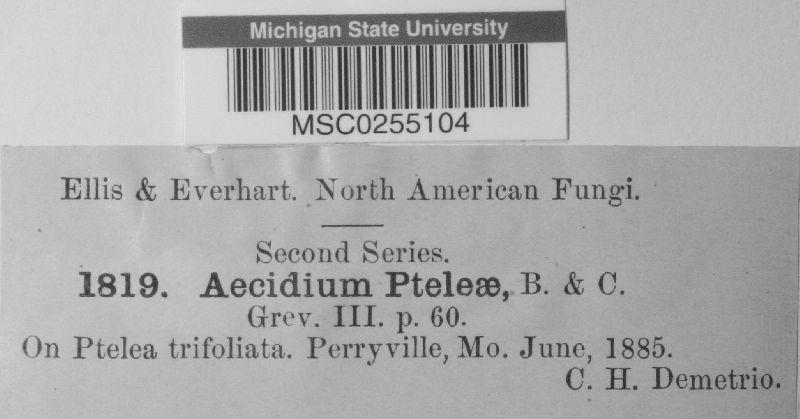 Michigan State University
MSC0255104
Ellis & Everhart. North American Fungi.
Second Series.
1819. Aecidium Pteleæ, B. & C.
Grev. III. p. 60.
On Ptelea trifoliata. Perryville, Mo. June, 1885.
C. H. Demetrio.